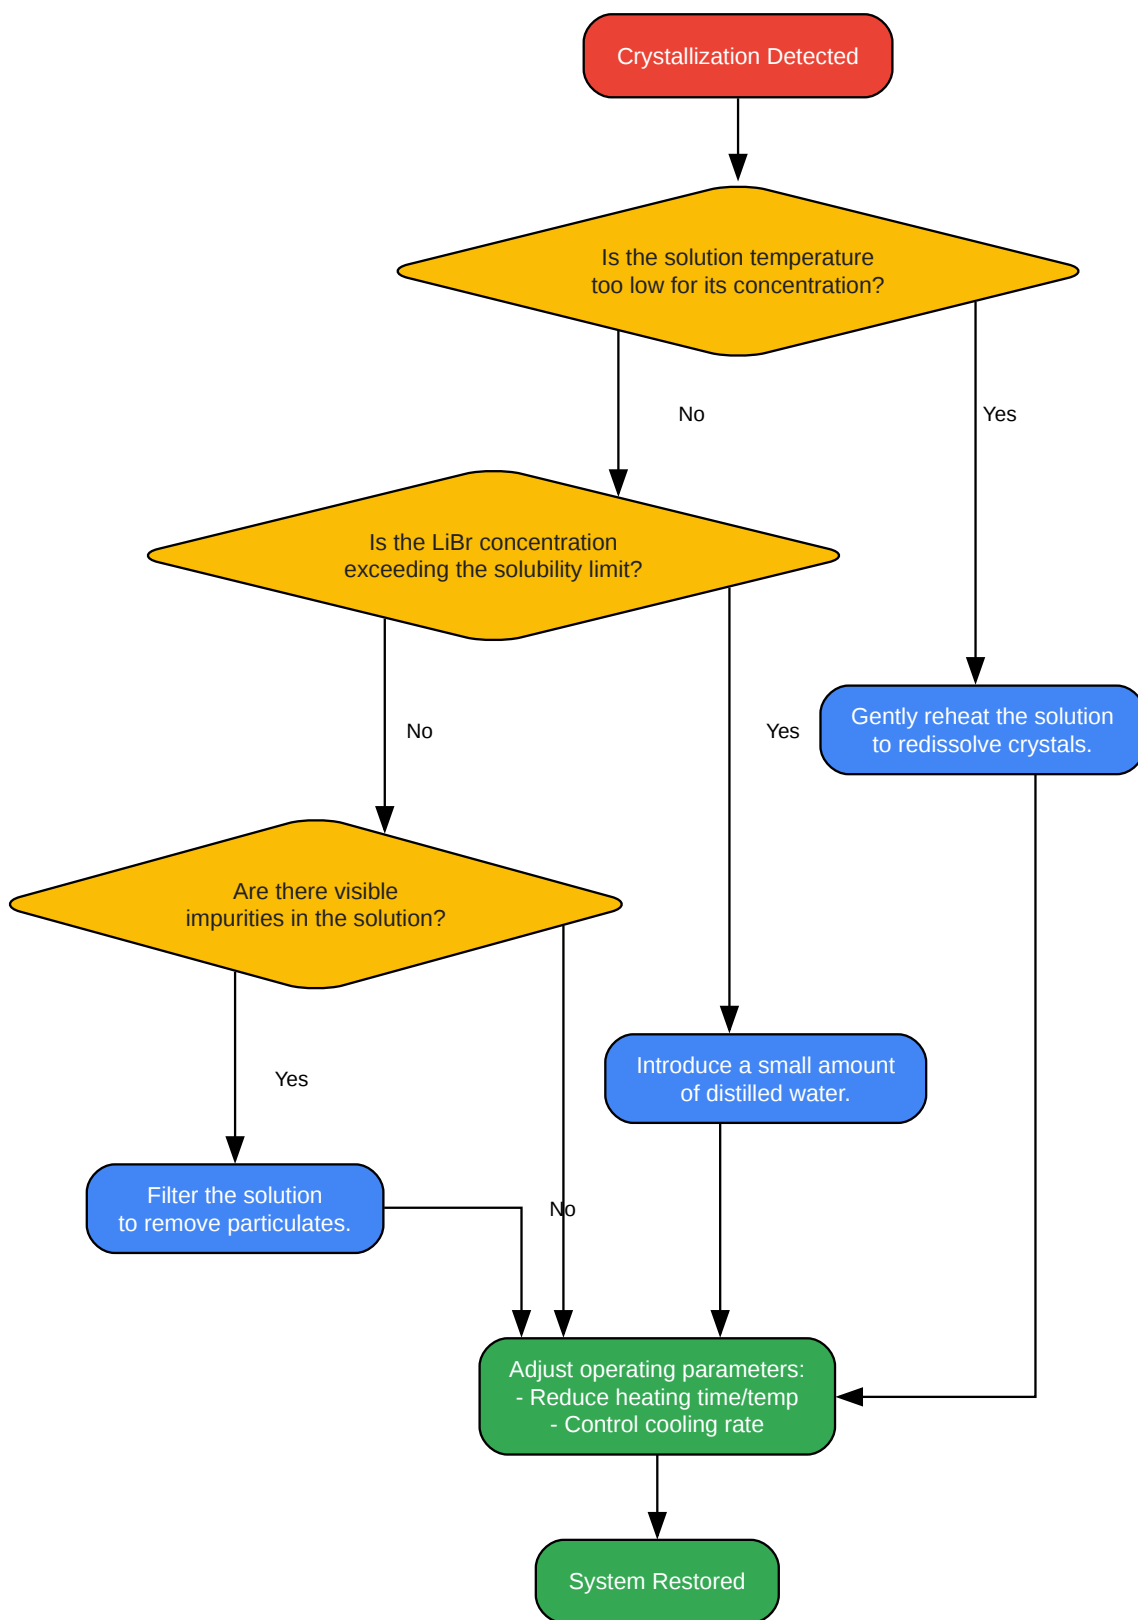 Crystallization Detected
Is the solution temperature
too low for its concentration?
No
Yes
Is the LiBr concentration
exceeding the solubility limit?
No
Yes
Gently reheat the solution
to redissolve crystals.
Are there visible
impurities in the solution?
Yes
Introduce a small amount
of distilled water.
Filter the solution
to remove particulates.
No
Adjust operating parameters:
- Reduce heating time/temp
- Control cooling rate
System Restored